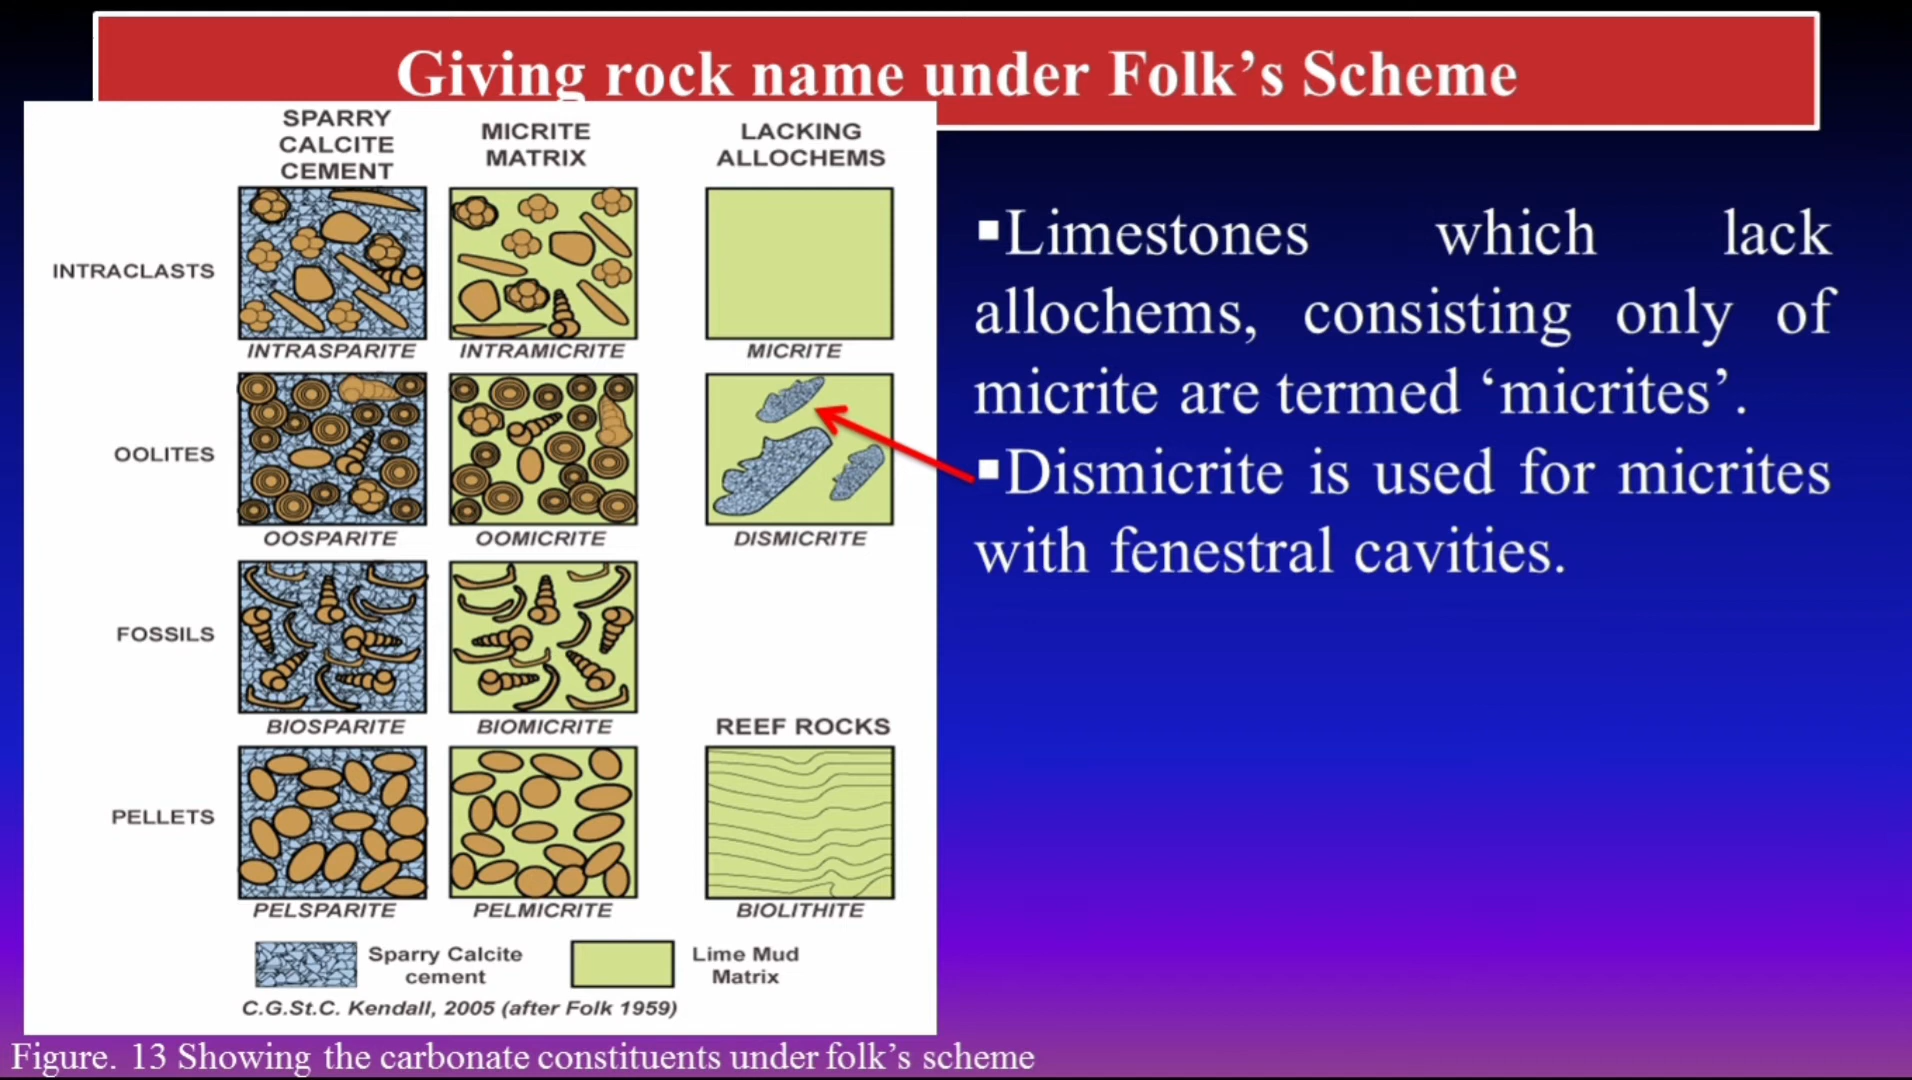 Giving rock name under Folk’s Scheme
SPARRY
CALCITE
CEMENT
MICRITE
MATRIX
LACKING
ALLOCHEMS
INTRACLASTS
INTRASPARITE
INTRAMICRITE
MICRITE
OOLITES
OOSPARITE
OOMICRITE
DISMICRITE
FOSSILS
BIOSPARITE
BIOMICRITE
REEF ROCKS
PELLETS
PELSPARITE
PELMICRITE
BIOLITHITE
Sparry Calcite
cement
Lime Mud
Matrix
C.G.St.C. Kendall, 2005 (after Folk 1959)
▪Limestones which lack
allochems, consisting only of
micrite are termed ‘micrites’.
▪Dismicrite is used for micrites
with fenestral cavities.
Figure. 13 Showing the carbonate constituents under folk’s scheme